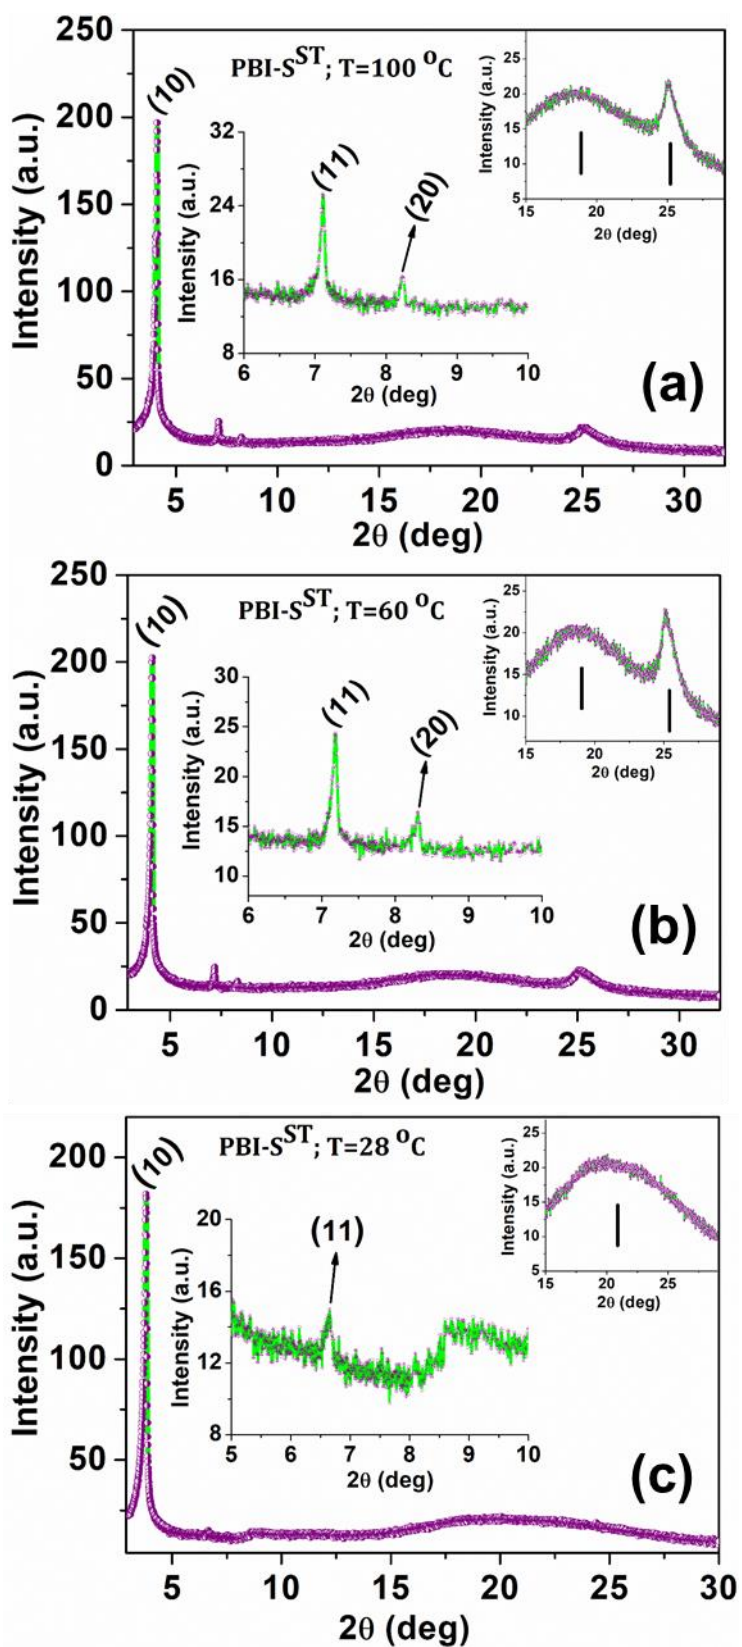 250
200
150
100
50
0
Intensity (a.u.)
(10)
PBI-S^ST; T=100 °C
32
28
24
20
16
12
8
Intensity (a.u.)
(11)
(20)
6 7 8 9 10
2θ (deg)
20
15
10
5
Intensity (a.u.)
15 20 25
2θ (deg)
(a)
5 10 15 20 25 30
2θ (deg)
250
200
150
100
50
0
Intensity (a.u.)
(10)
PBI-S^ST; T=60 °C
30
25
20
15
10
Intensity (a.u.)
(11)
(20)
6 7 8 9 10
2θ (deg)
25
20
15
10
Intensity (a.u.)
15 20 25
2θ (deg)
(b)
5 10 15 20 25 30
2θ (deg)
200
150
100
50
Intensity (a.u.)
(10)
PBI-S^ST; T=28 °C
20
16
12
8
Intensity (a.u.)
(11)
5 6 7 8 9 10
2θ (deg)
25
20
15
10
5
Intensity (a.u.)
15 20 25
2θ (deg)
(c)
5 10 15 20 25 30
2θ (deg)